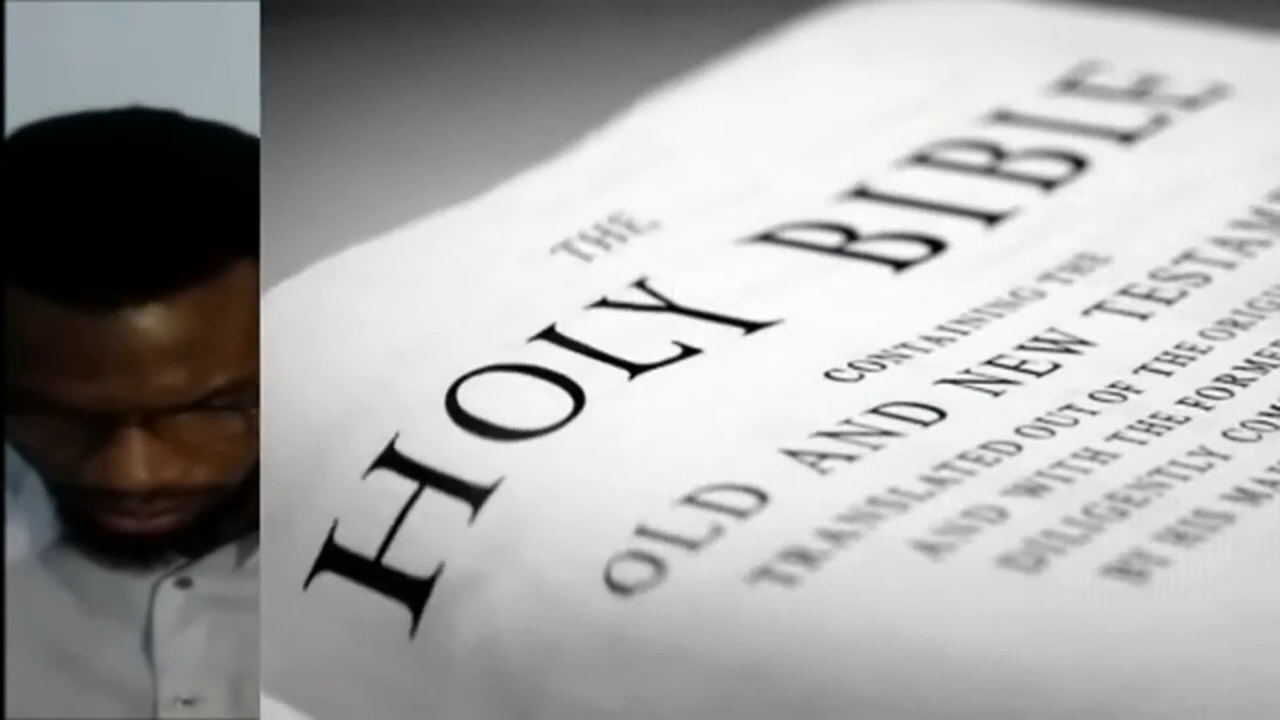 THE
HOLY BIBLE
CONTAINING THE
OLD AND NEW
TRANSLATED OUT OF THE
AND WITH THE
DILIGENTLY
BY HIS